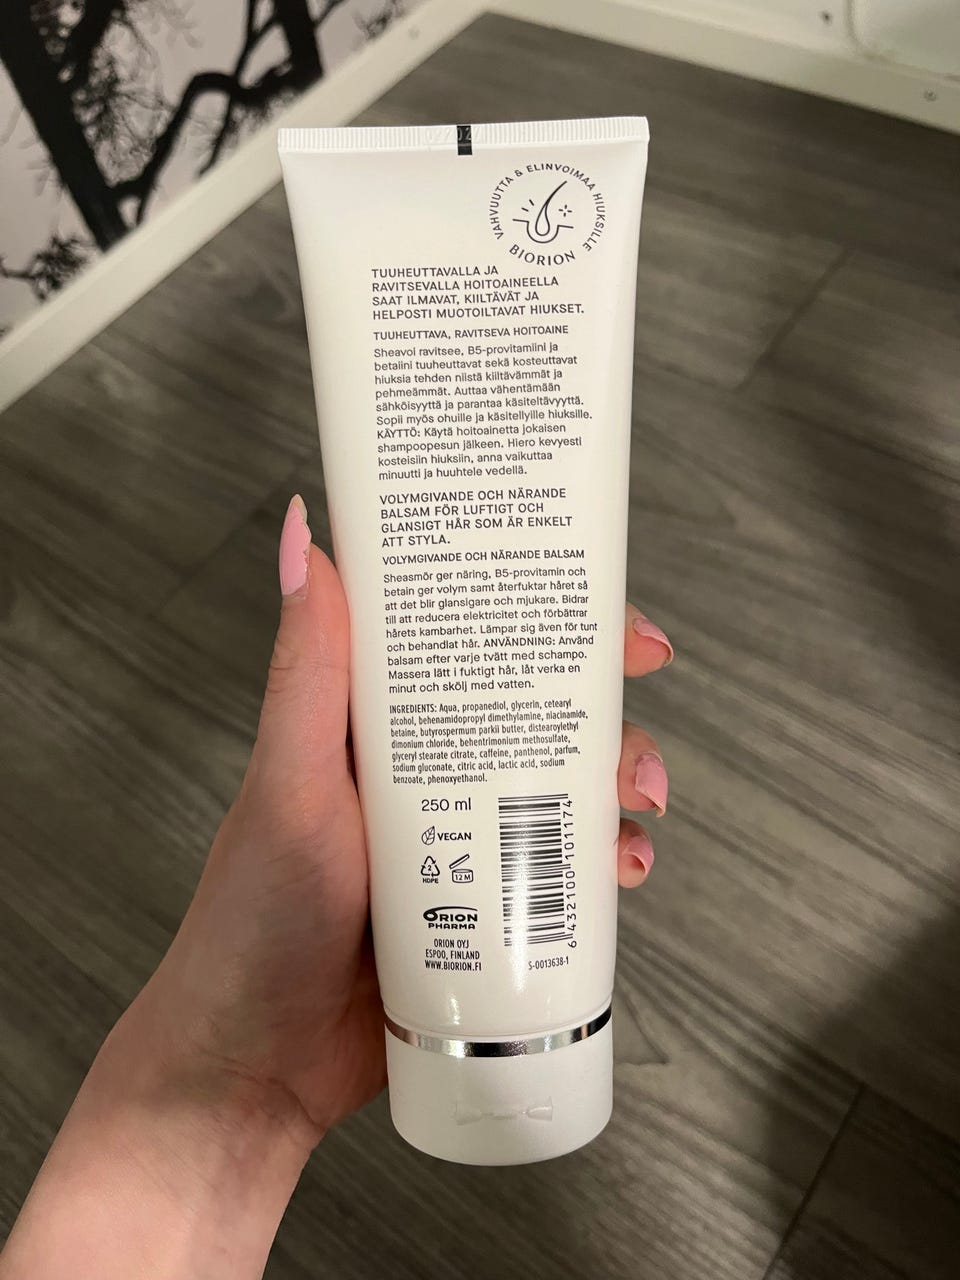 VAHVUUTTA & ELINVOIMAA HIUKSILLE
BIORION
TUUHEUTTAVALLA JA
RAVITSEVALLA HOITOAINEELLA
SAAT ILMAVAT, KIILTÄVÄT JA
HELPOSTI MUOTOILTAVAT HIUKSET.
TUUHEUTTAVA, RAVITSEVA HOITOAINE
Sheavoi ravitsee, B5-provitamiini ja
betaiini tuuheuttavat sekä kosteuttavat
hiuksia tehden niistä kiiltävämmät ja
pehmeämmät. Auttaa vähentämään
sähköisyyttä ja parantaa käsiteltävyyttä.
Sopii myös ohuille ja käsitellyille hiuksille.
KÄYTTÖ: Käytä hoitoainetta jokaisen
shampoopesun jälkeen. Hiero kevyesti
kosteisiin hiuksiin, anna vaikuttaa
minuutti ja huuhtele vedellä.
VOLYMGIVANDE OCH NÄRANDE
BALSAM FÖR LUFTIGT OCH
GLANSIGT HÅR SOM ÄR ENKELT
ATT STYLA.
VOLYMGIVANDE OCH NÄRANDE BALSAM
Sheasmör ger näring, B5-provitamin och
betain ger volym samt återfuktar håret så
att det blir glansigare och mjukare. Bidrar
till att reducera elektricitet och förbättrar
hårets kambarhet. Lämpar sig även för tunt
och behandlat hår. ANVÄNDNING: Använd
balsam efter varje tvätt med schampo.
Massera lätt i fuktigt hår, låt verka en
minut och skölj med vatten.
INGREDIENTS: Aqua, propanediol, glycerin, cetearyl
alcohol, behenamidopropyl dimethylamine, niacinamide,
betaine, butyrospermum parkii butter, distearoylethyl
dimonium chloride, behentrimonium methosulfate,
glyceryl stearate citrate, caffeine, panthenol, parfum,
sodium gluconate, citric acid, lactic acid, sodium
benzoate, phenoxyethanol.
250 ml
VEGAN
2
HDPE
12 M
ORION
PHARMA
ORION OYJ
ESPOO, FINLAND
WWW.BIORION.FI
6 432100 101174
S-0013638-1